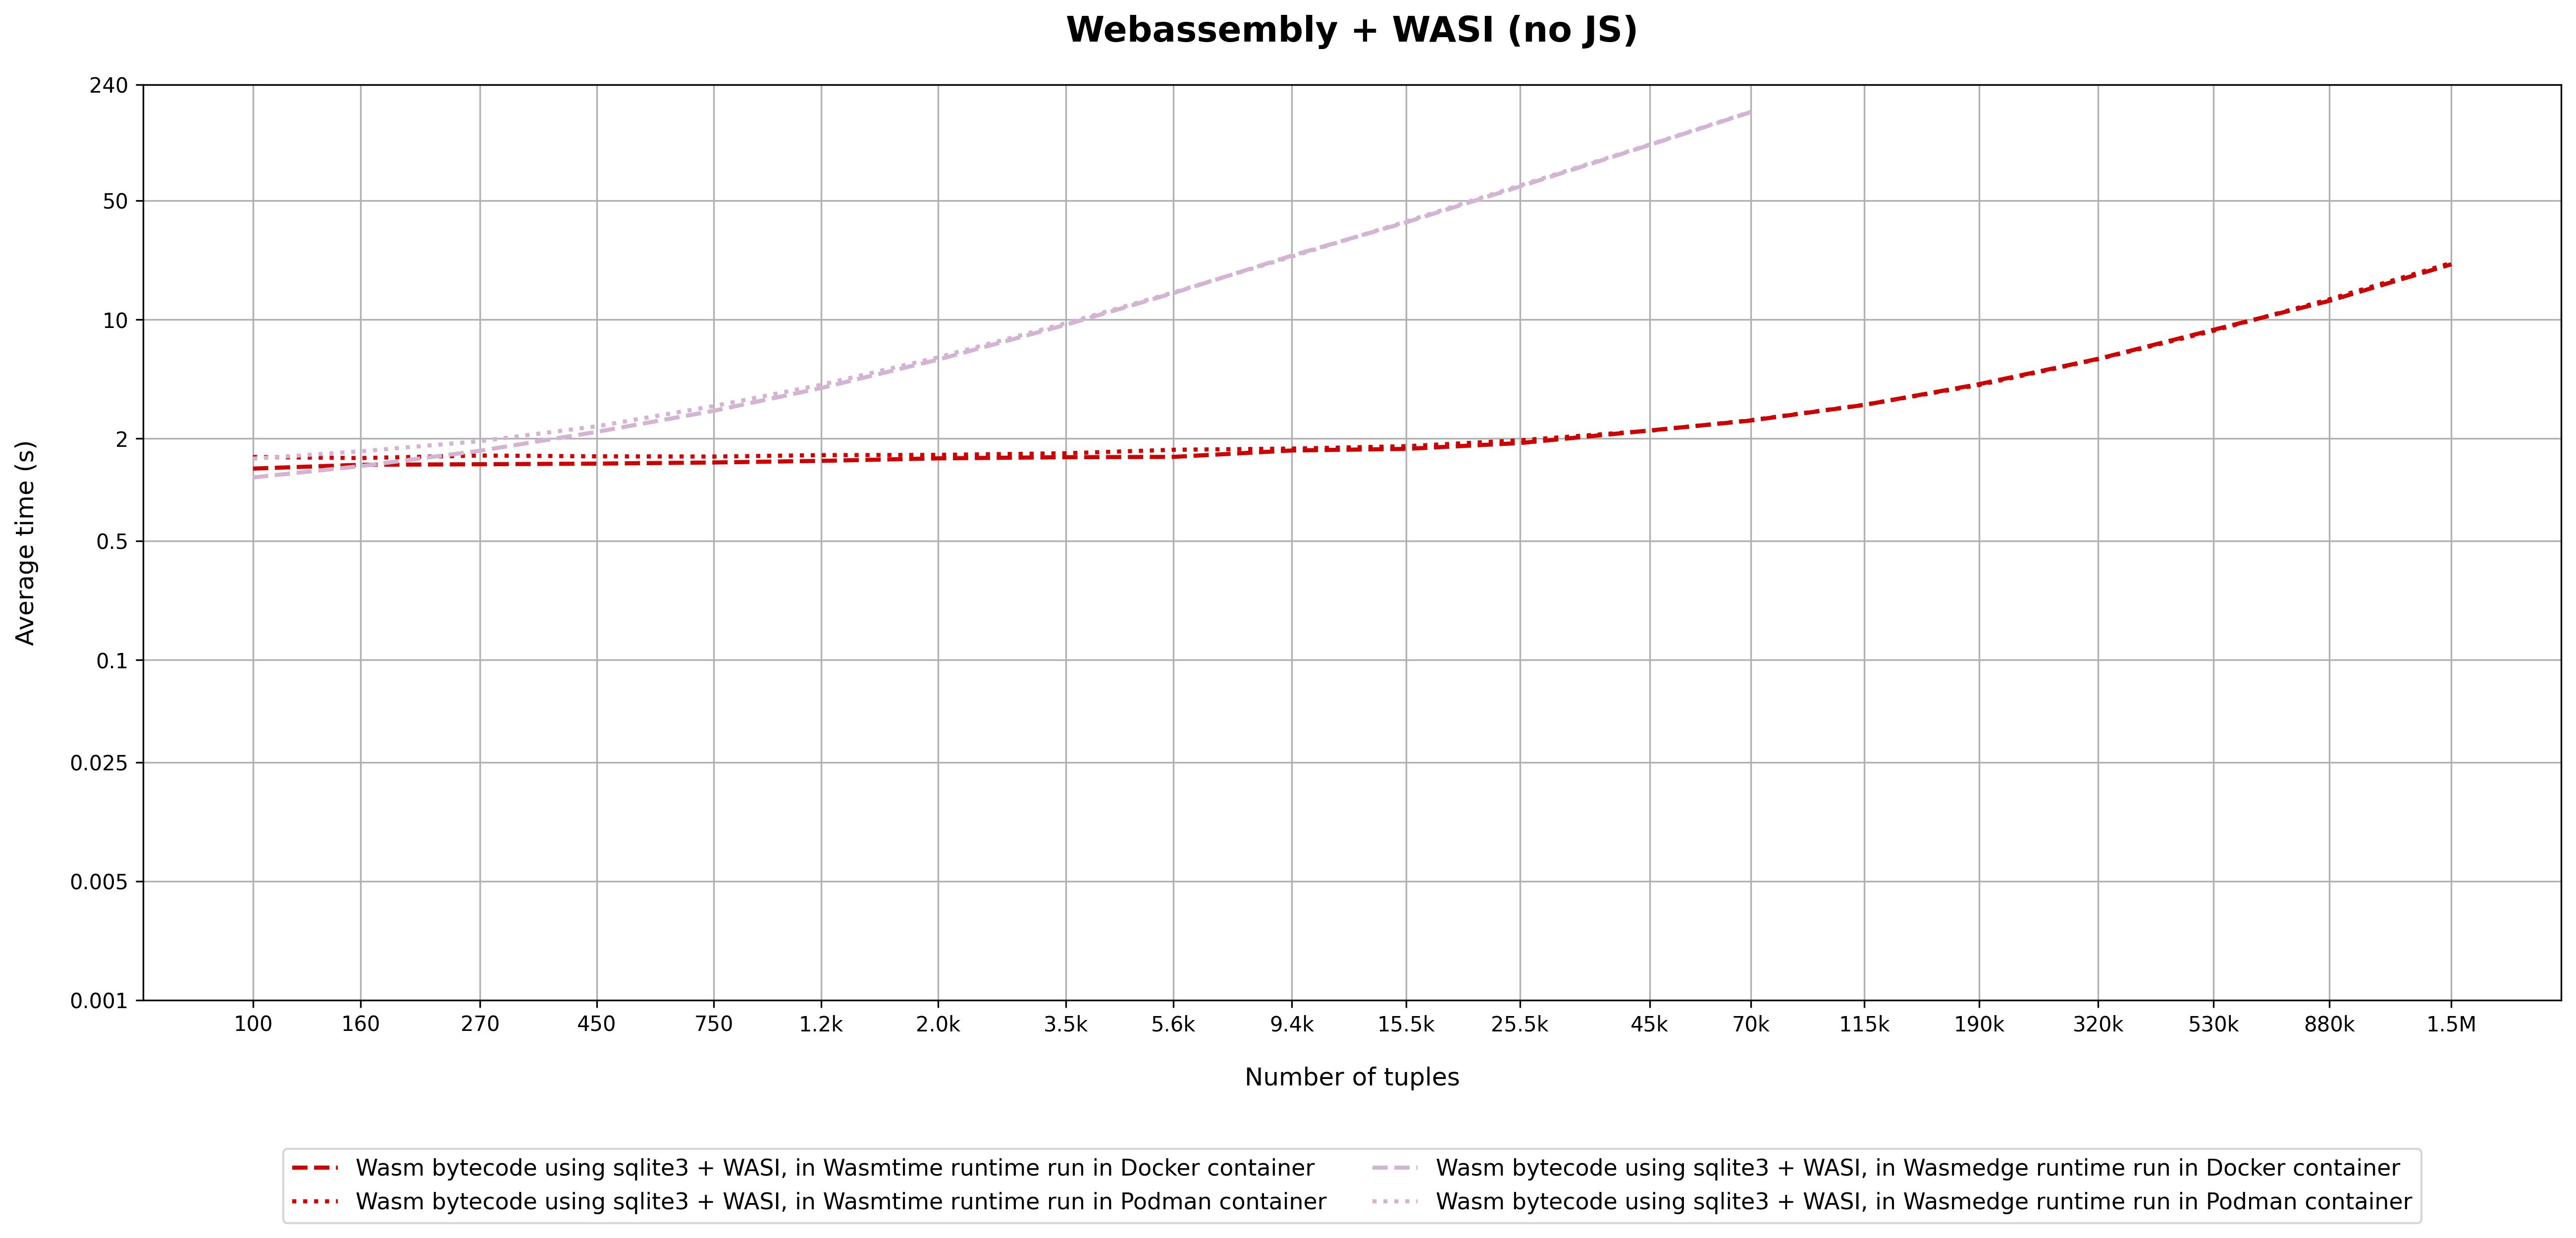 Webassembly + WASI (no JS)
240
50
10
2
0.5
0.1
0.025
0.005
0.001
Average time (s)
100 160 270 450 750 1.2k 2.0k 3.5k 5.6k 9.4k 15.5k 25.5k 45k 70k 115k 190k 320k 530k 880k 1.5M
Number of tuples
Wasm bytecode using sqlite3 + WASI, in Wasmtime runtime run in Docker container
Wasm bytecode using sqlite3 + WASI, in Wasmtime runtime run in Podman container
Wasm bytecode using sqlite3 + WASI, in Wasmedge runtime run in Docker container
Wasm bytecode using sqlite3 + WASI, in Wasmedge runtime run in Podman container